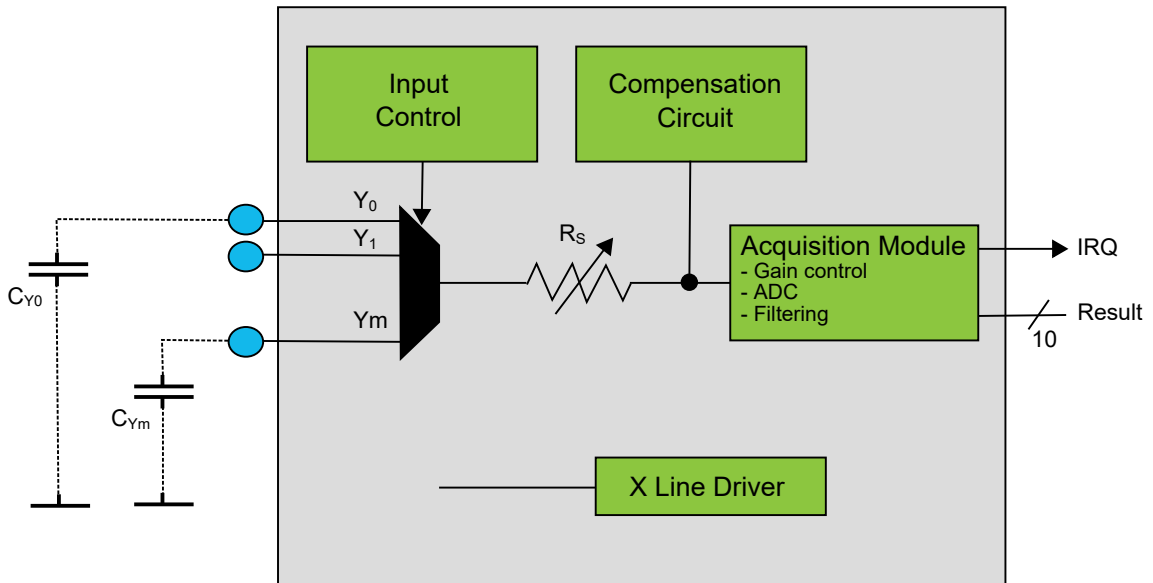 Input
Control
Compensation
Circuit
Y0
Y1
Ym
RS
Acquisition Module
- Gain control
- ADC
- Filtering
IRQ
Result
10
CY0
CYm
X Line Driver